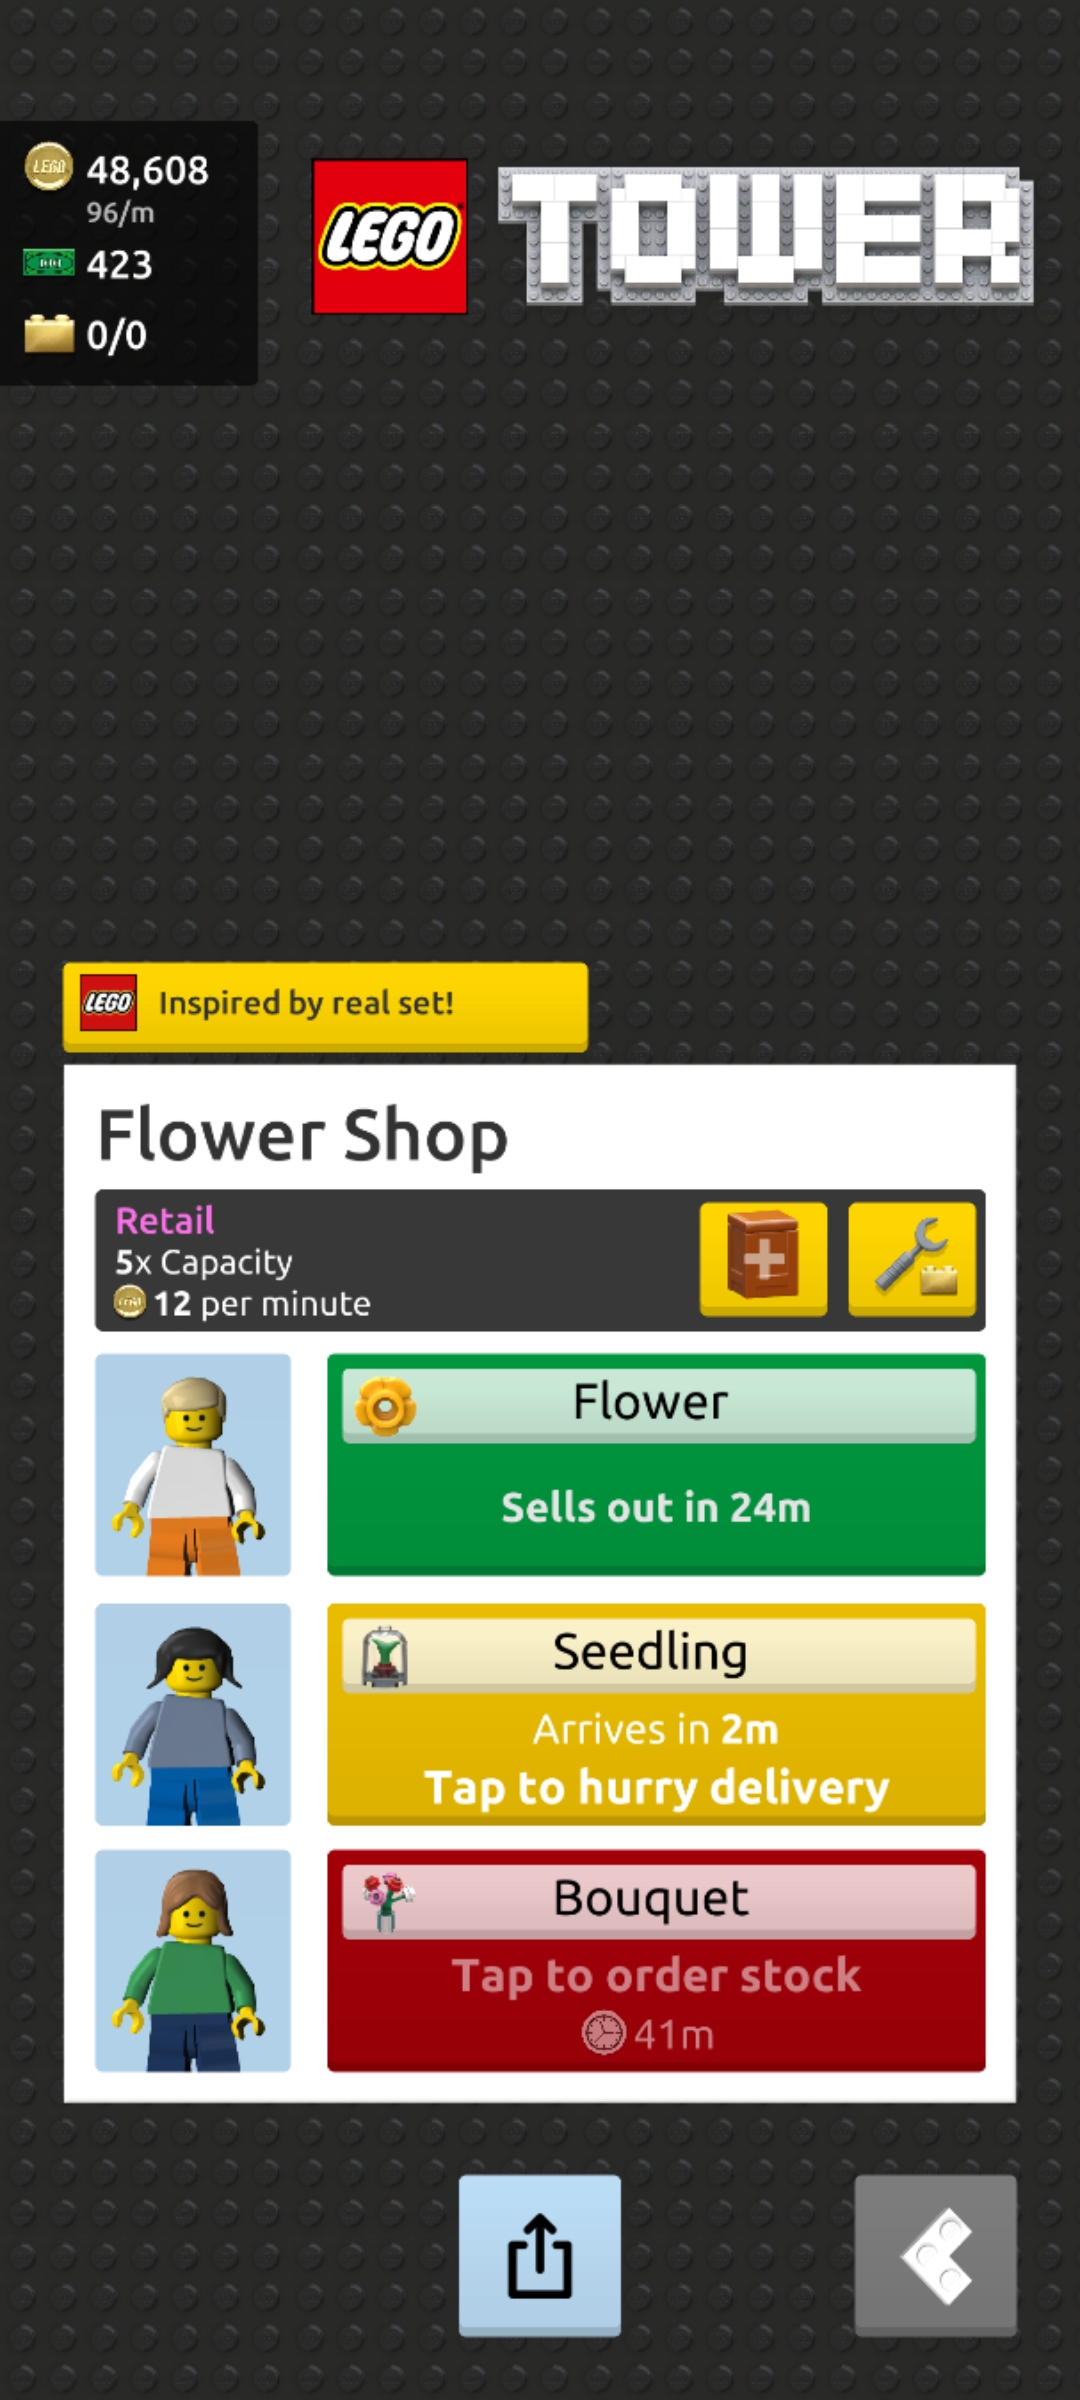 48,608
96/m
423
0/0
LEGO
TOWER
LEGO
Inspired by real set!
Flower Shop
Retail
5x Capacity
12 per minute
Flower
Sells out in 24m
Seedling
Arrives in 2m
Tap to hurry delivery
Bouquet
Tap to order stock
41m